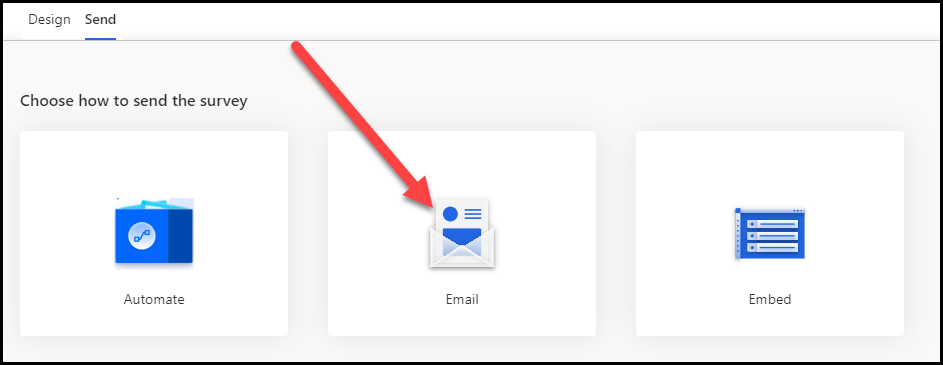 Design Send
Choose how to send the survey
Automate
Email
Embed